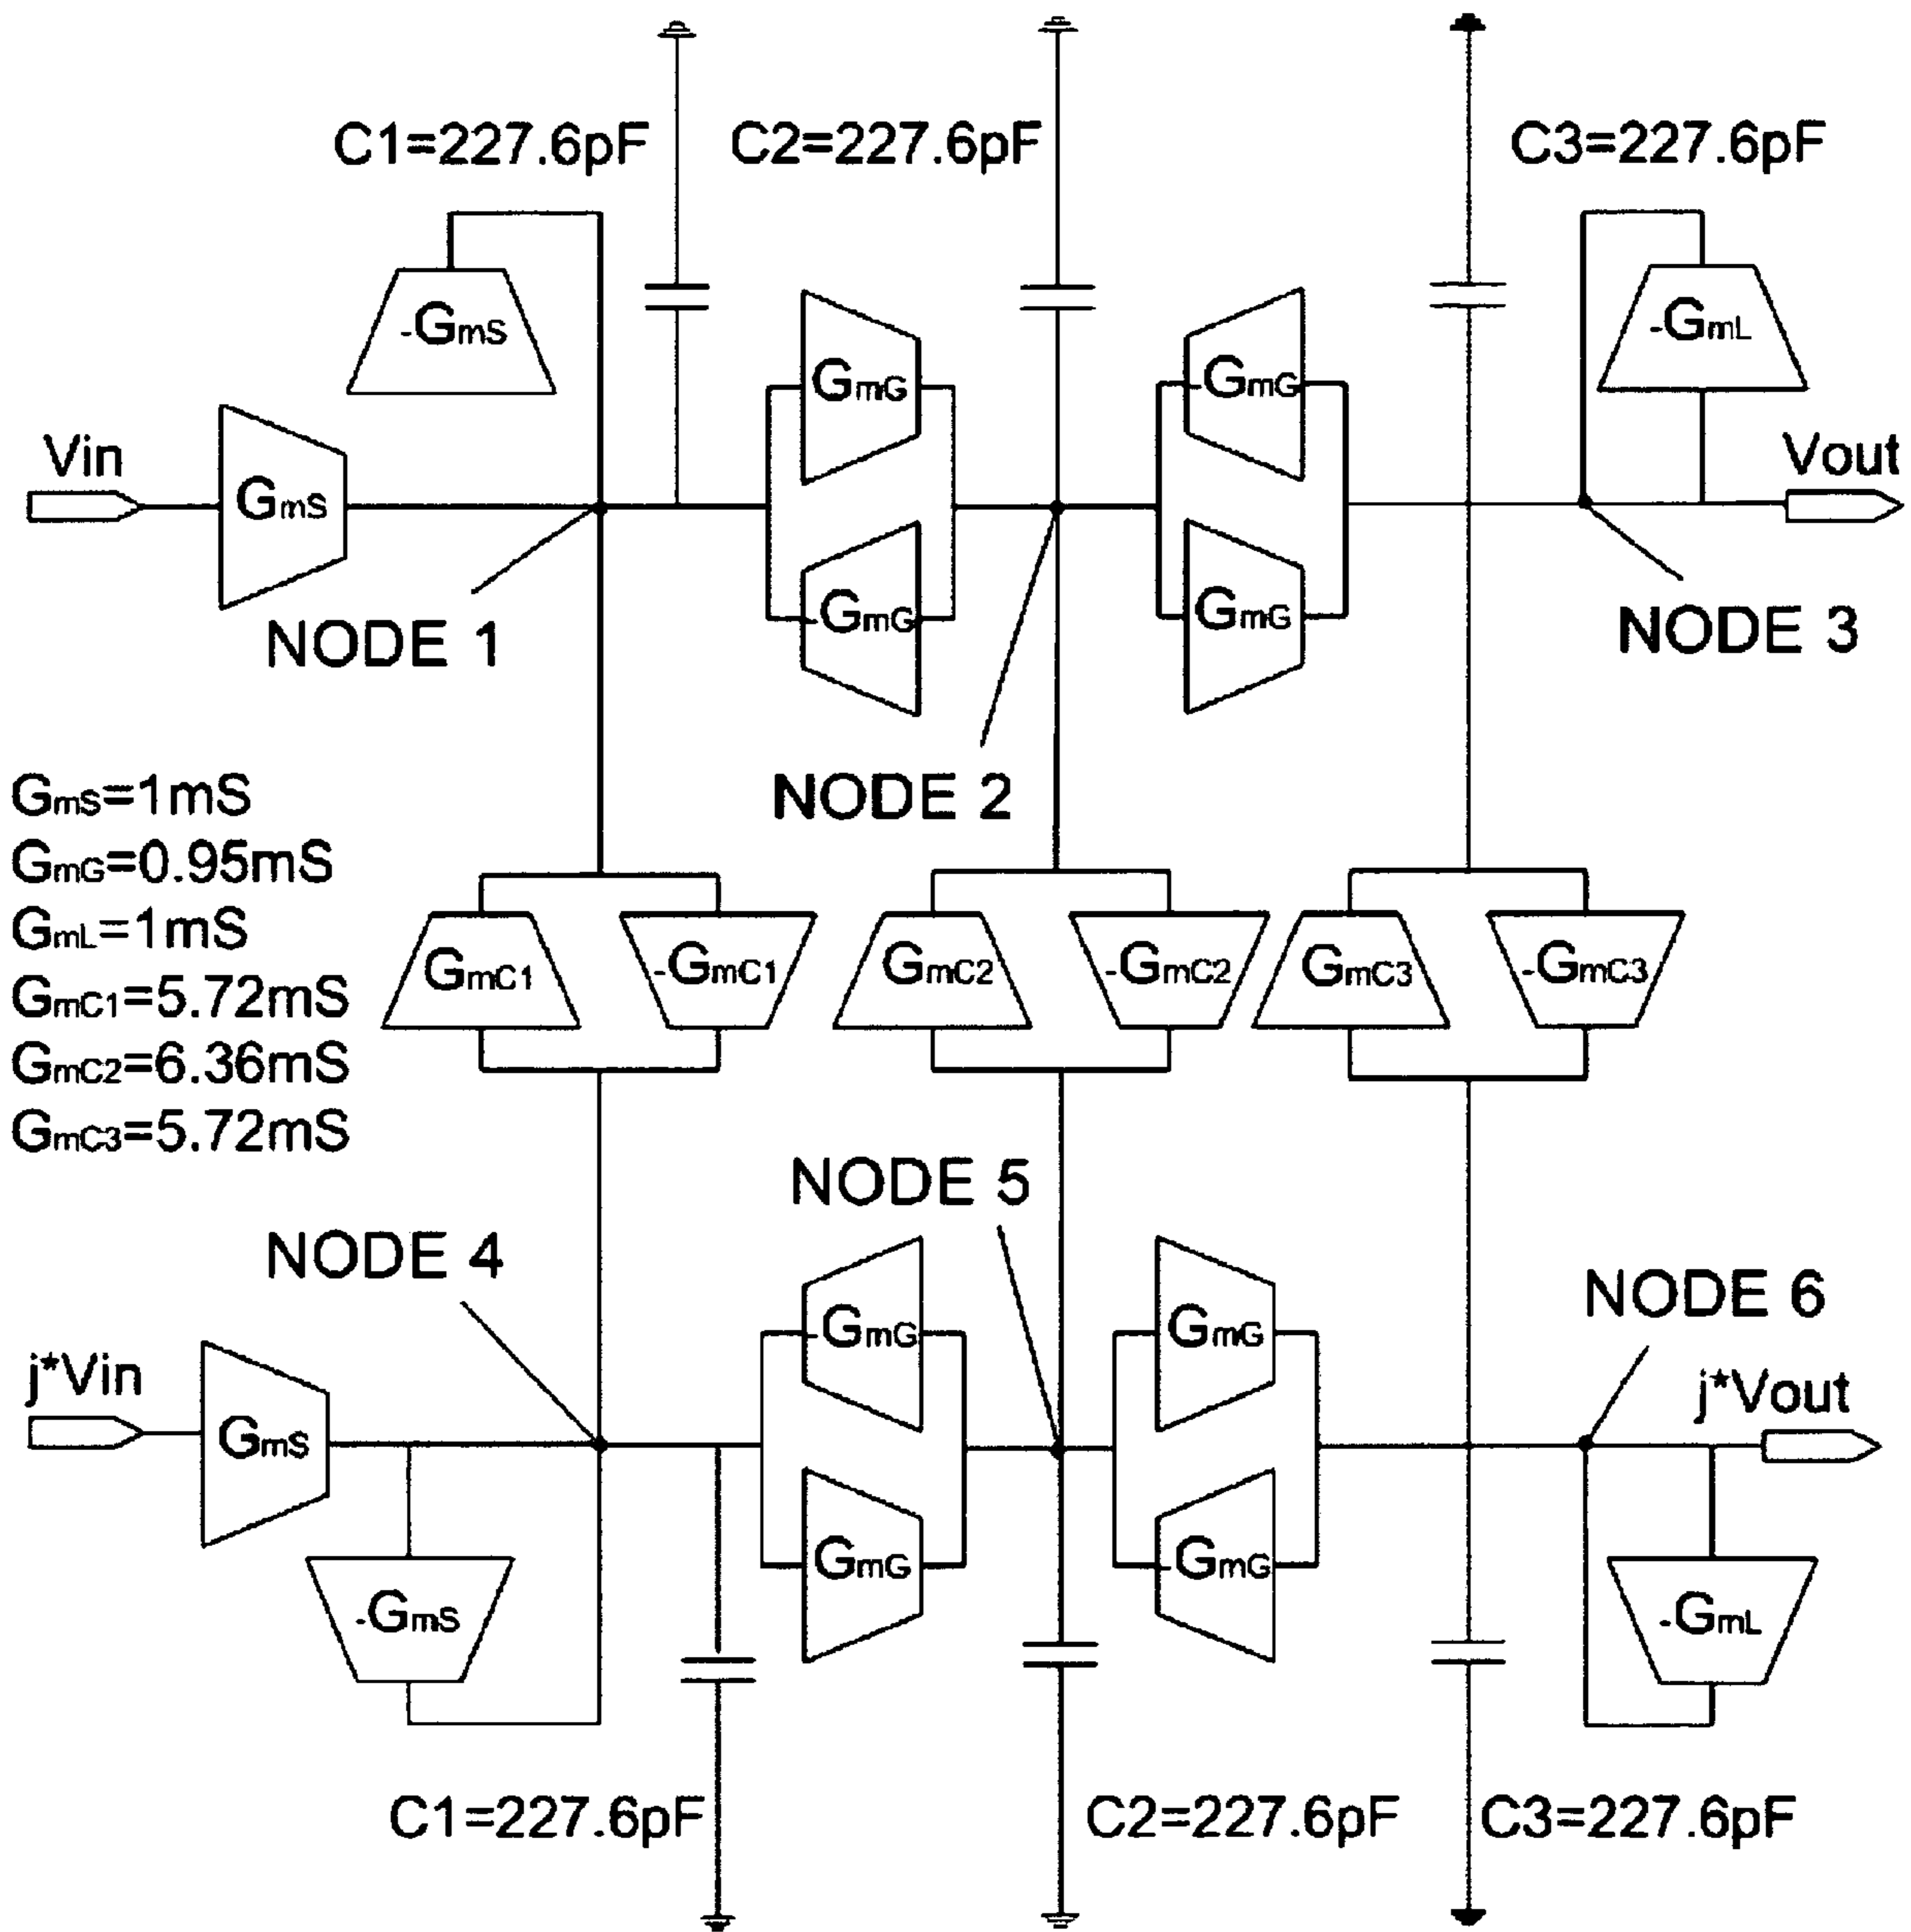 C1=227.6pF
C2=227.6pF
C3=227.6pF
-GmS
GmG
-GmG
-GmL
Vin
GmS
Vout
-GmG
GmG
NODE 1
NODE 3
NODE 2
GmS=1mS
GmG=0.95mS
GmL=1mS
GmC1=5.72mS
GmC2=6.36mS
GmC3=5.72mS
GmC1
-GmC1
GmC2
-GmC2
GmC3
-GmC3
NODE 5
NODE 4
NODE 6
-GmG
GmG
j*Vin
GmS
j*Vout
GmG
-GmG
-GmS
-GmL
C1=227.6pF
C2=227.6pF
C3=227.6pF